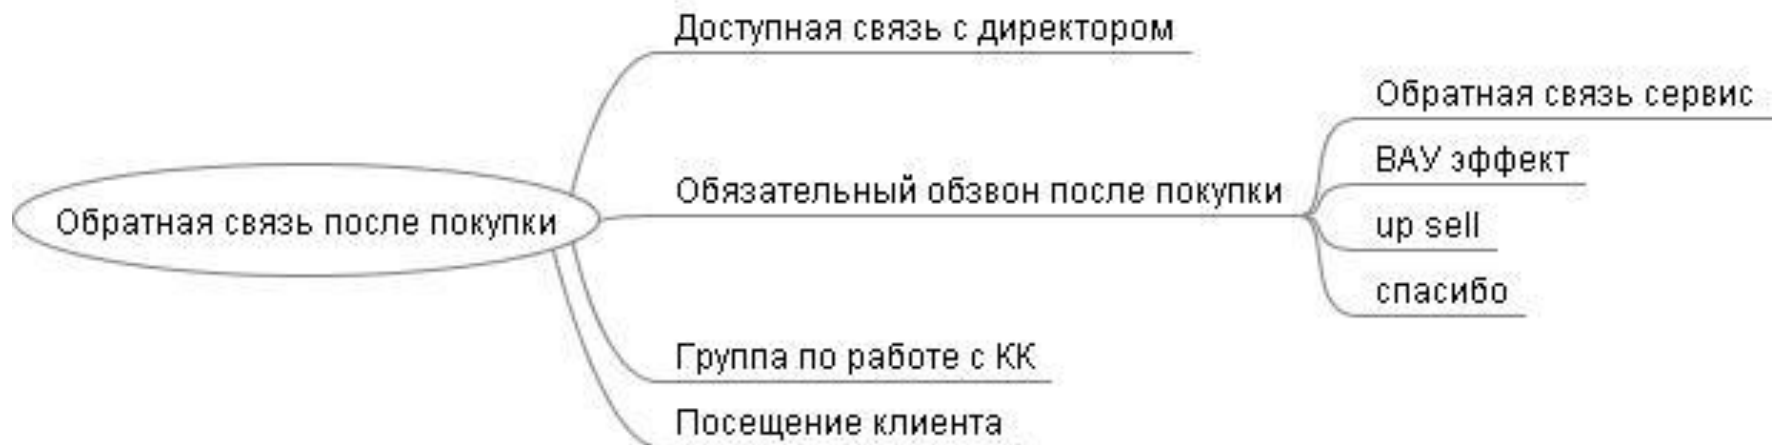 Доступная связь с директором
Обратная связь сервис
ВАУ эффект
Обязательный обзвон после покупки
Обратная связь после покупки
up sell
спасибо
Группа по работе с КК
Посещение клиента